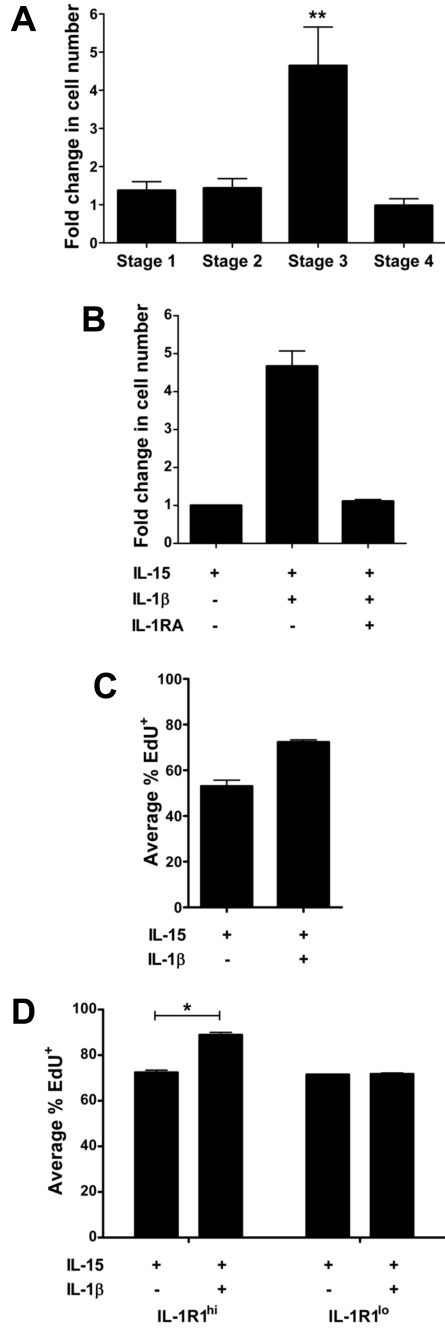 A
Fold change in cell number
6
5
4
3
2
1
0
**
Stage 1 Stage 2 Stage 3 Stage 4
B
Fold change in cell number
6
5
4
3
2
1
0
IL-15 + + +
IL-1β - + +
IL-1RA - - +
C
Average % EdU+
100
80
60
40
20
0
IL-15 + +
IL-1β - +
D
Average % EdU+
100
80
60
40
20
0
*
IL-15 + + + +
IL-1β - + - +
IL-1R1hi IL-1R1lo